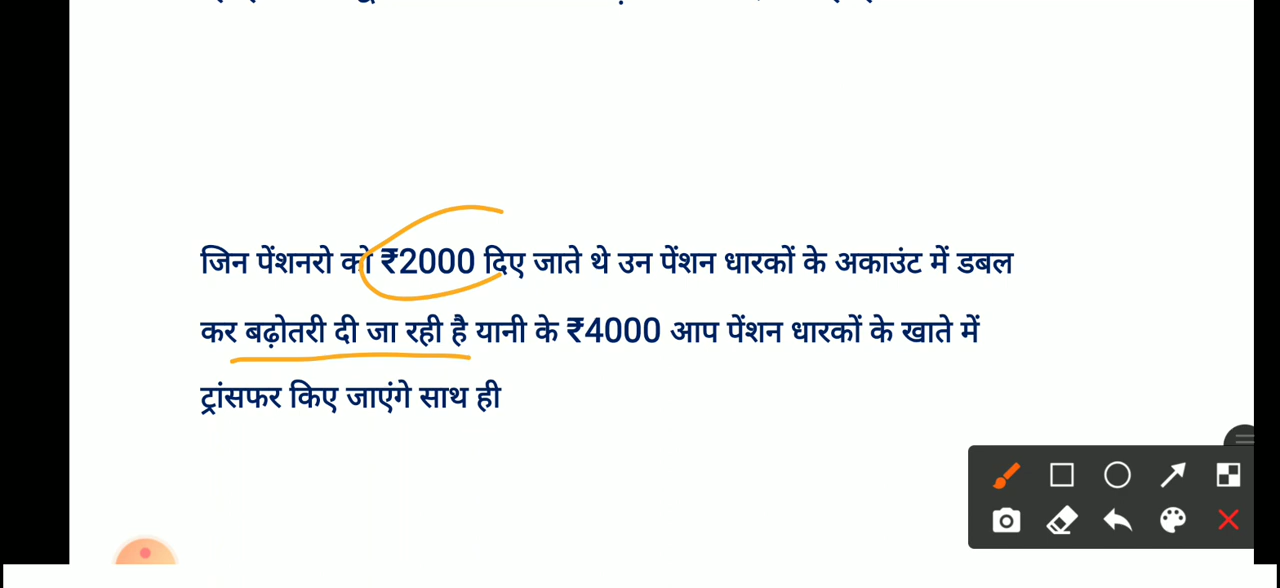 जिन पेंशनरो को ₹2000 दिए जाते थे उन पेंशन धारकों के अकाउंट में डबल
कर बढ़ोतरी दी जा रही है यानी के ₹4000 आप पेंशन धारकों के खाते में
ट्रांसफर किए जाएंगे साथ ही